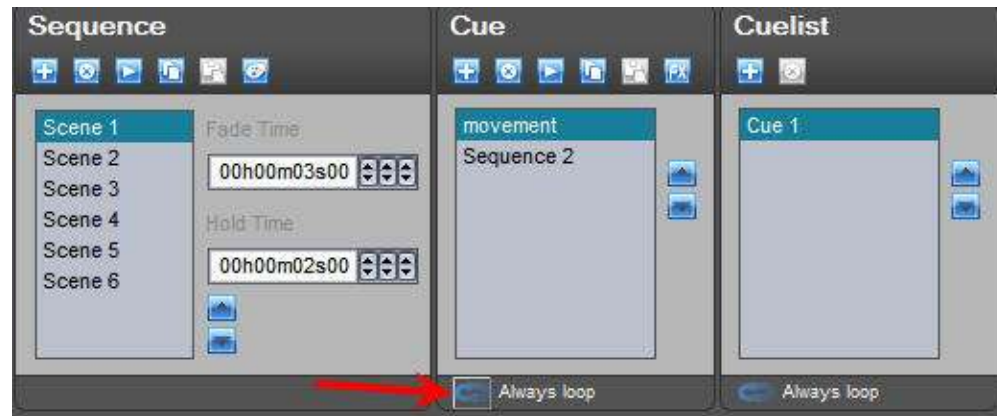 Sequence
Cue
Cuelist
FX
Scene 1
Scene 2
Scene 3
Scene 4
Scene 5
Scene 6
Fade Time
00h00m03s00
Hold Time
00h00m02s00
movement
Sequence 2
Cue 1
Always loop
Always loop